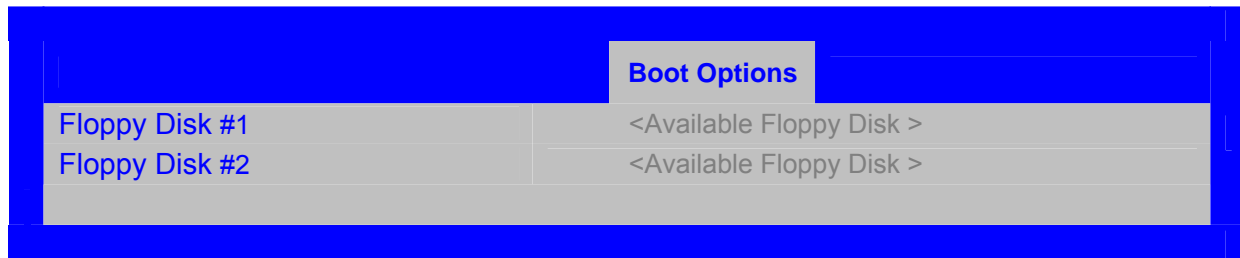 Boot Options
Floppy Disk #1 <Available Floppy Disk >
Floppy Disk #2 <Available Floppy Disk >